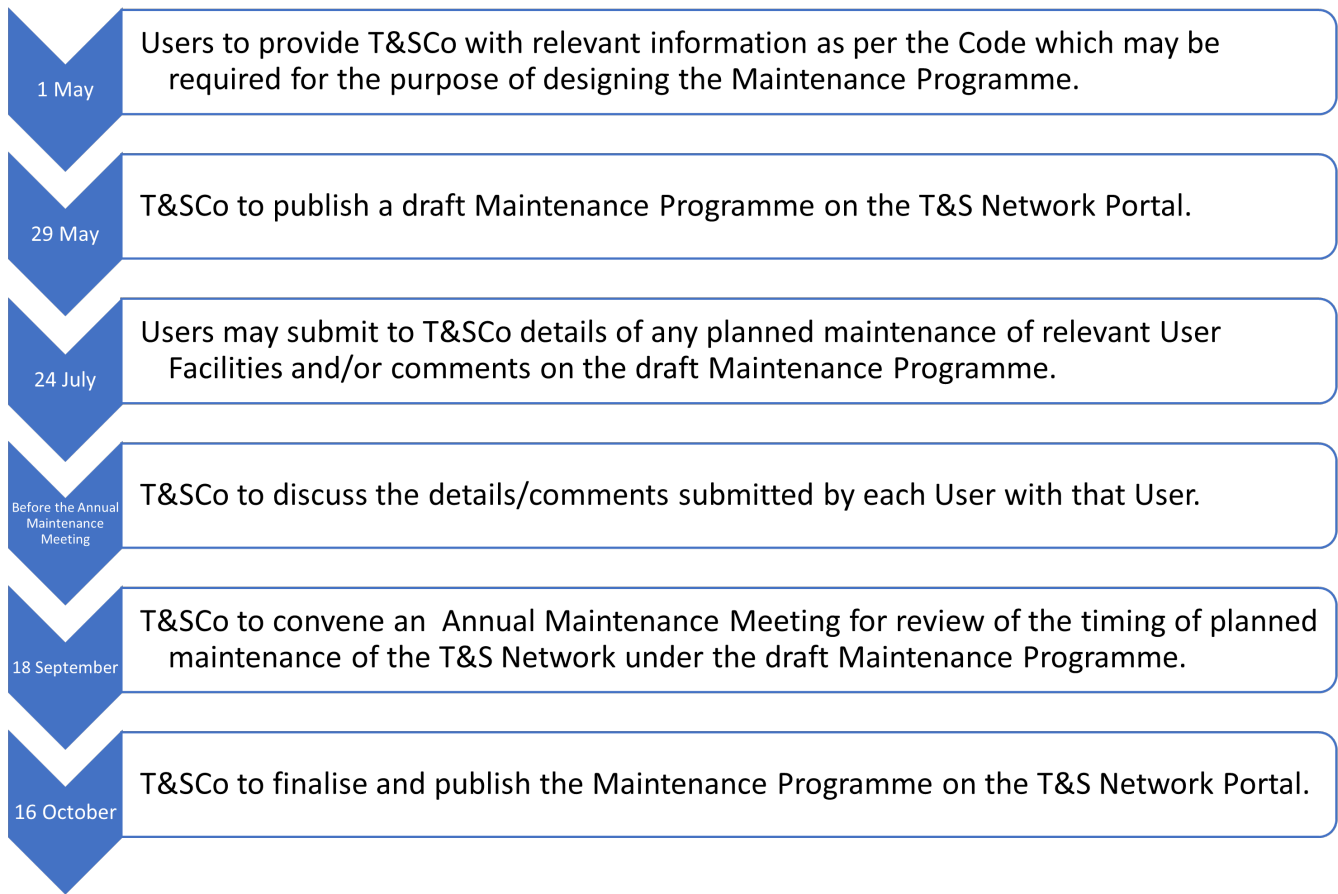 1 May
Users to provide T&SCo with relevant information as per the Code which may be
required for the purpose of designing the Maintenance Programme.
29 May
T&SCo to publish a draft Maintenance Programme on the T&S Network Portal.
24 July
Users may submit to T&SCo details of any planned maintenance of relevant User
Facilities and/or comments on the draft Maintenance Programme.
Before the Annual
Maintenance
Meeting
T&SCo to discuss the details/comments submitted by each User with that User.
18 September
T&SCo to convene an  Annual Maintenance Meeting for review of the timing of planned
maintenance of the T&S Network under the draft Maintenance Programme.
16 October
T&SCo to finalise and publish the Maintenance Programme on the T&S Network Portal.